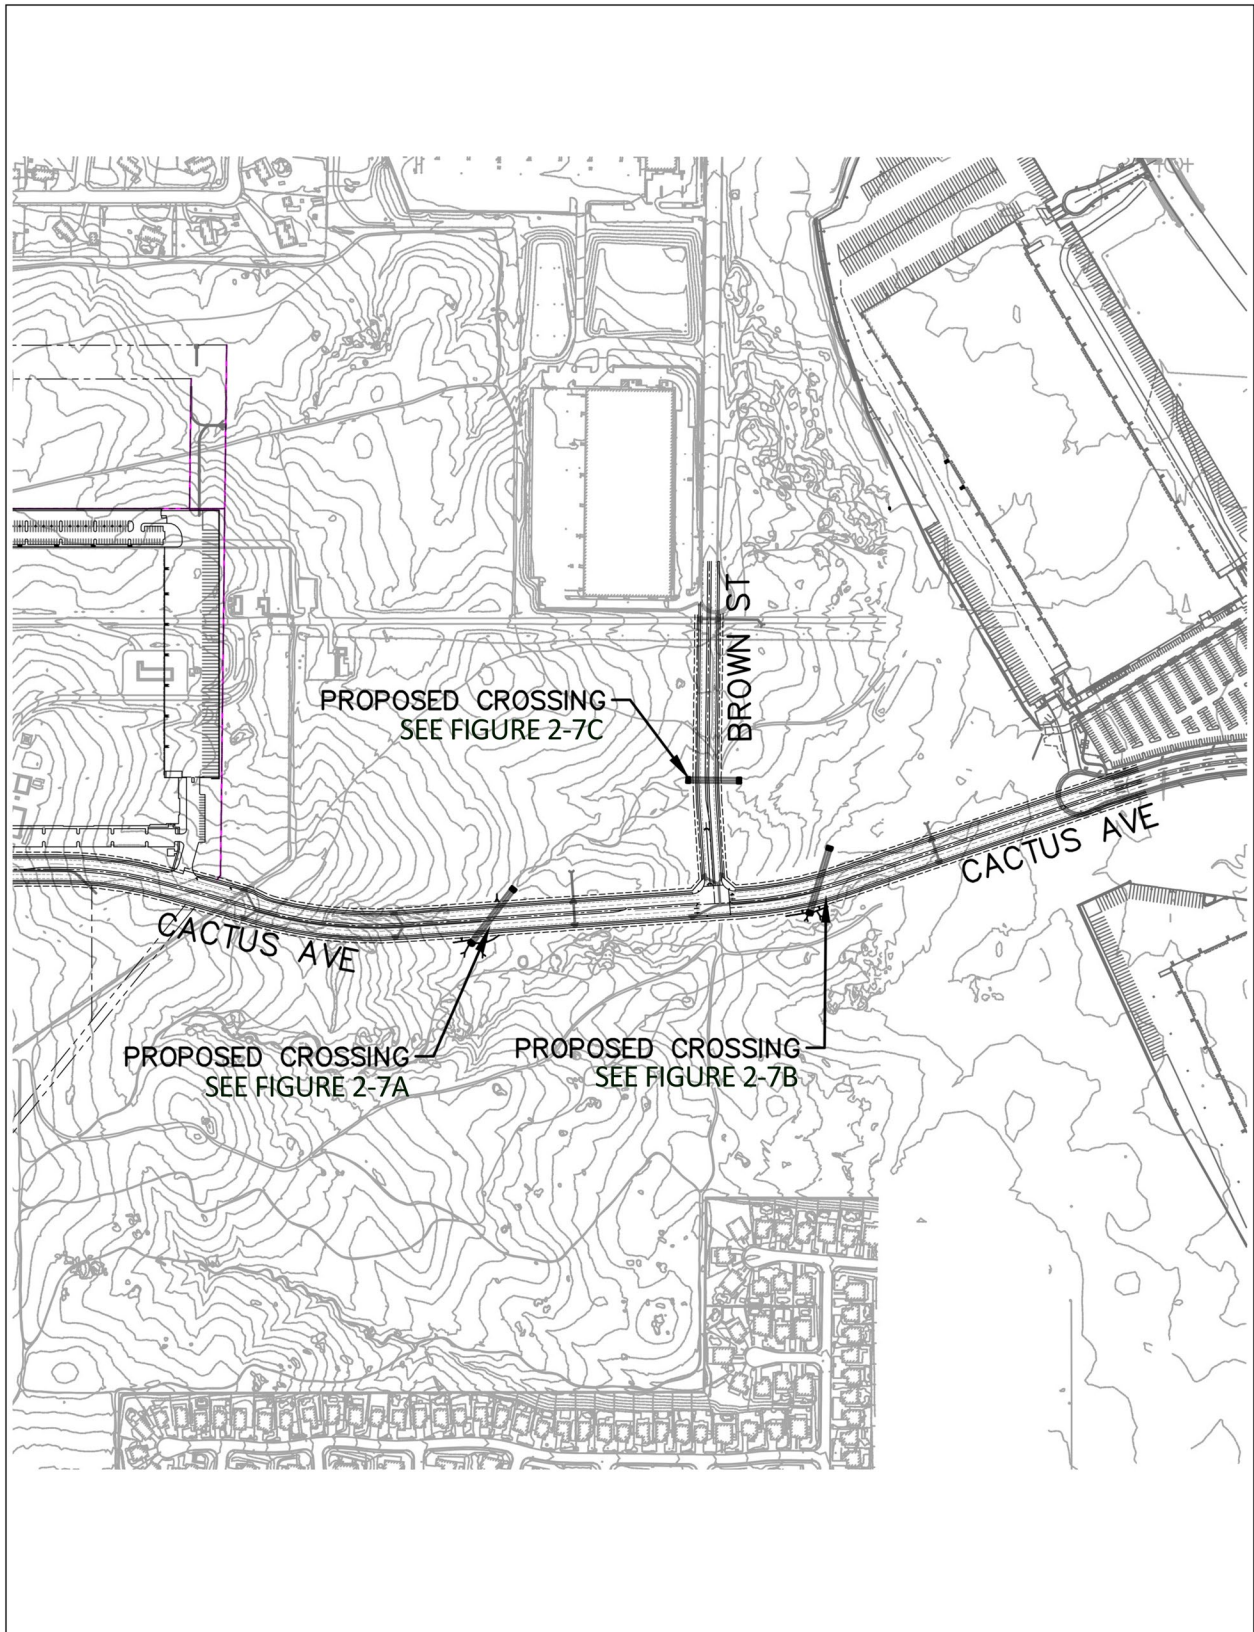 BROWN ST
PROPOSED CROSSING
SEE FIGURE 2-7C
CACTUS AVE
CACTUS AVE
PROPOSED CROSSING
SEE FIGURE 2-7A
PROPOSED CROSSING
SEE FIGURE 2-7B